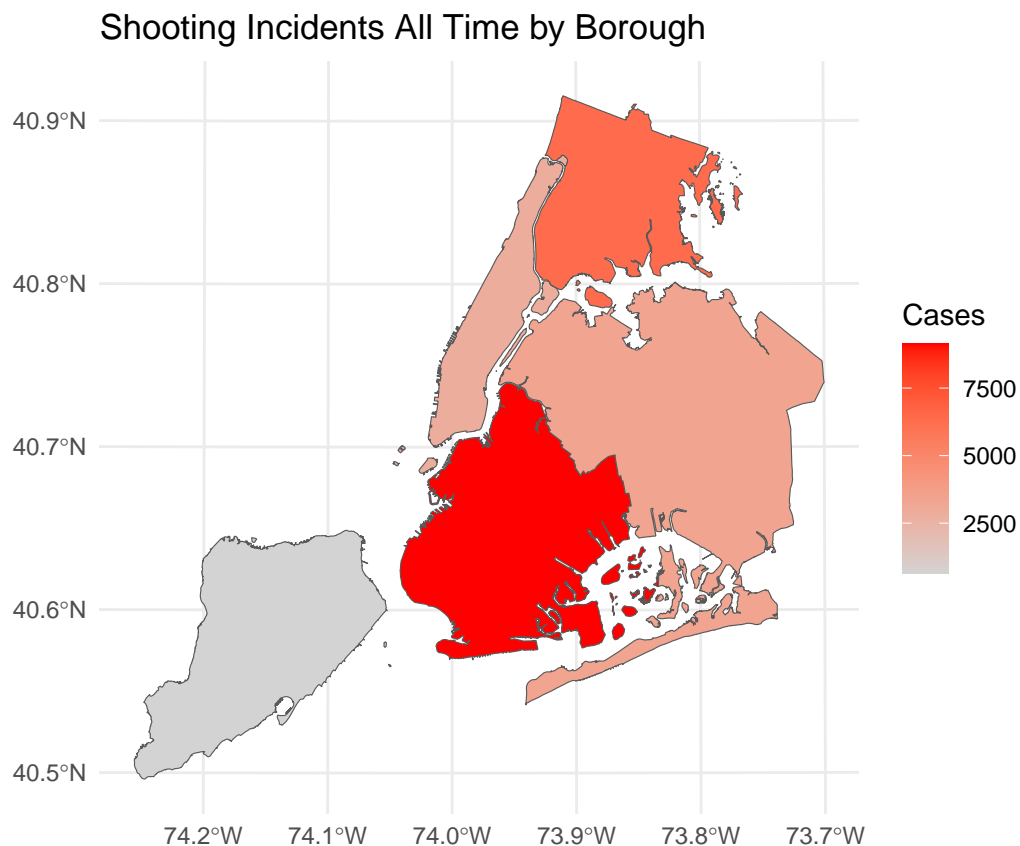 Shooting Incidents All Time by Borough
40.9°N
40.8°N
40.7°N
40.6°N
40.5°N
74.2°W 74.1°W 74.0°W 73.9°W 73.8°W 73.7°W
Cases
7500
5000
2500